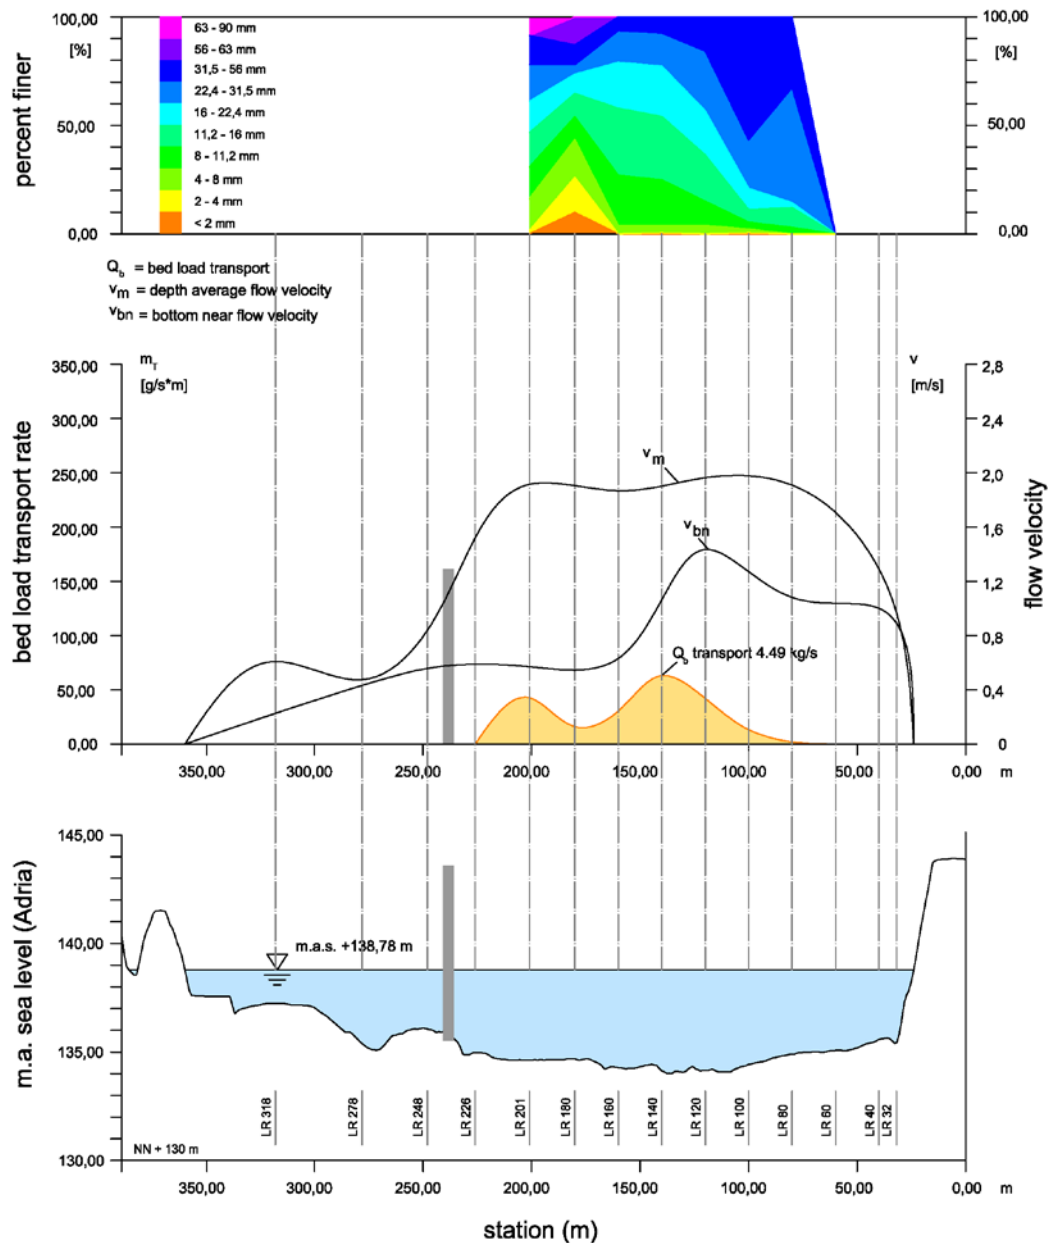 100,00
[%]
50,00
0,00
percent finer
63 - 90 mm
56 - 63 mm
31,5 - 56 mm
22,4 - 31,5 mm
16 - 22,4 mm
11,2 - 16 mm
8 - 11,2 mm
4 - 8 mm
2 - 4 mm
< 2 mm
100,00
[%]
50,00
0,00
Qb = bed load transport
vm = depth average flow velocity
vbn = bottom near flow velocity
350,00
300,00
250,00
200,00
150,00
100,00
50,00
0,00
bed load transport rate
mT
[g/s*m]
v
[m/s]
2,8
2,4
2,0
1,6
1,2
0,8
0,4
0
flow velocity
vm
vbn
Qb transport 4.49 kg/s
350,00 300,00 250,00 200,00 150,00 100,00 50,00 0,00 m
145,00
140,00
135,00
130,00
m.a. sea level (Adria)
m.a.s. +138,78 m
LR 318
LR 278
LR 248
LR 226
LR 201
LR 180
LR 160
LR 140
LR 120
LR 100
LR 80
LR 60
LR 40
LR 32
NN + 130 m
350,00 300,00 250,00 200,00 150,00 100,00 50,00 0,00 m
station (m)